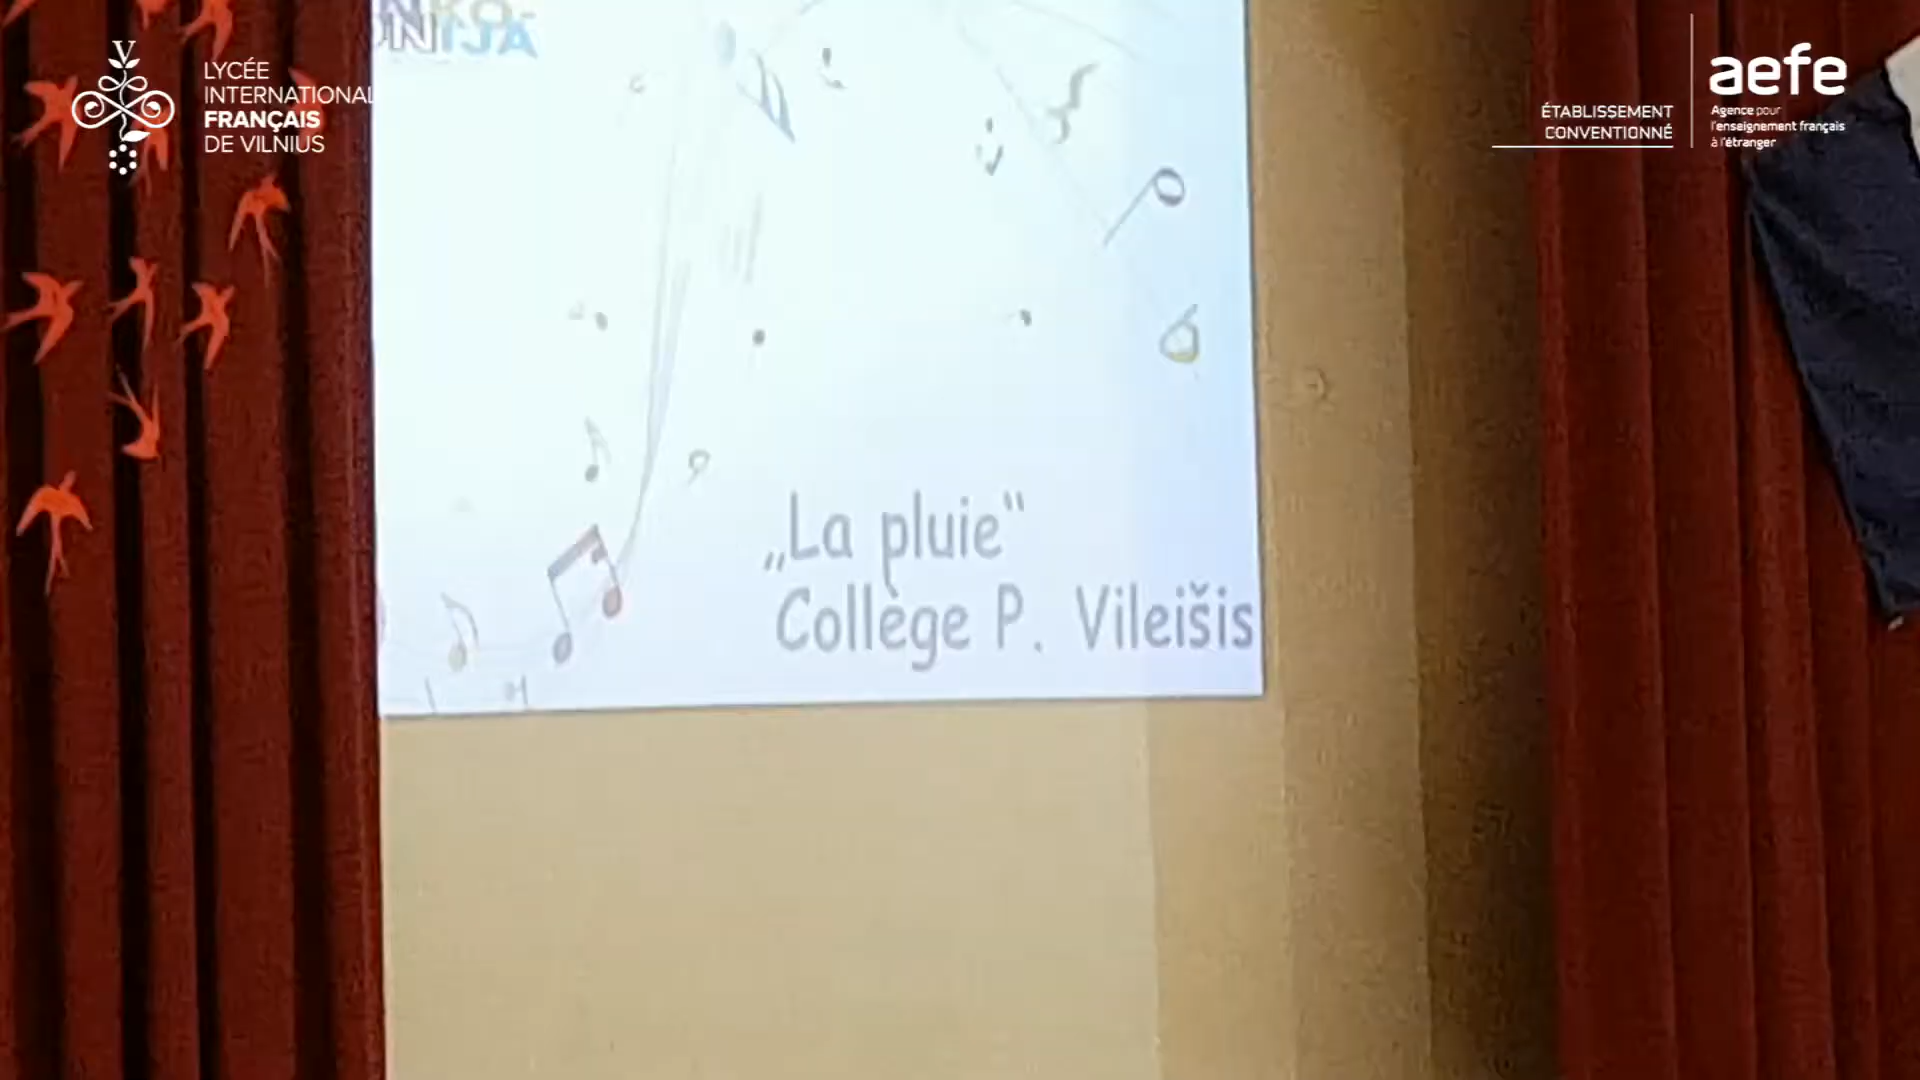 LYCÉE
INTERNATIONAL
FRANÇAIS
DE VILNIUS
ÉTABLISSEMENT
CONVENTIONNÉ
aefe
Agence pour
l'enseignement français
à l'étranger
„La pluie“
Collège P. Vileišis